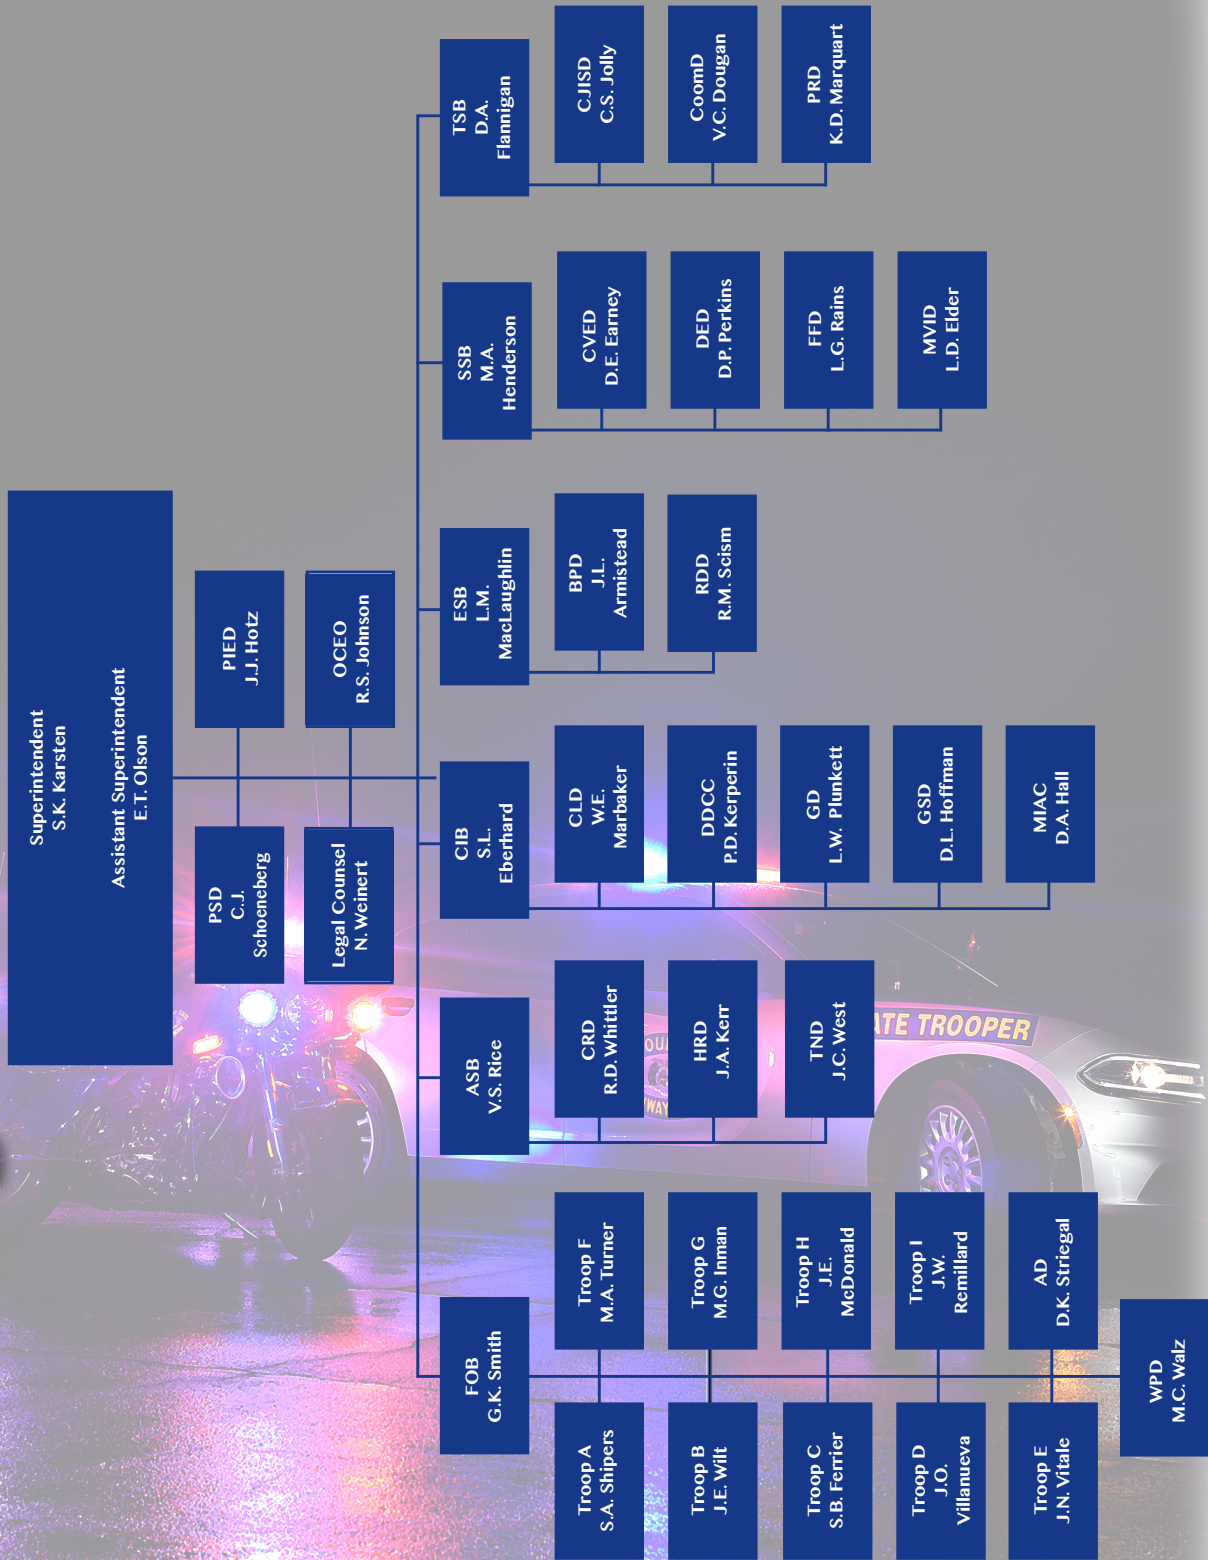 Superintendent
S.K. Karsten
Assistant Superintendent
E.T. Olson
PSD
C.J.
Schoeneberg
PIED
J.J. Hotz
Legal Counsel
N. Weinert
OCEO
R.S. Johnson
FOB
G.K. Smith
Troop A
S.A. Shipers
Troop F
M.A. Turner
Troop B
J.E. Wilt
Troop G
M.G. Inman
Troop C
S.B. Ferrier
Troop H
J.E.
McDonald
Troop D
J.O.
Villanueva
Troop I
J.W.
Remillard
Troop E
J.N. Vitale
AD
D.K. Striegal
WPD
M.C. Walz
ASB
V.S. Rice
CRD
R.D. Whittler
HRD
J.A. Kerr
TND
J.C. West
CIB
S.L.
Eberhard
CLD
W.E.
Marbaker
DDCC
P.D. Kerperin
GD
L.W. Plunkett
GSD
D.L. Hoffman
MIAC
D.A. Hall
ESB
L.M.
MacLaughlin
BPD
J.L.
Armistead
RDD
R.M. Scism
SSB
M.A.
Henderson
CVED
D.E. Earney
DED
D.P. Perkins
FFD
L.G. Rains
MVID
L.D. Elder
TSB
D.A.
Flannigan
CJISD
C.S. Jolly
CoomD
V.C. Dougan
PRD
K.D. Marquart
ATE TROOPER